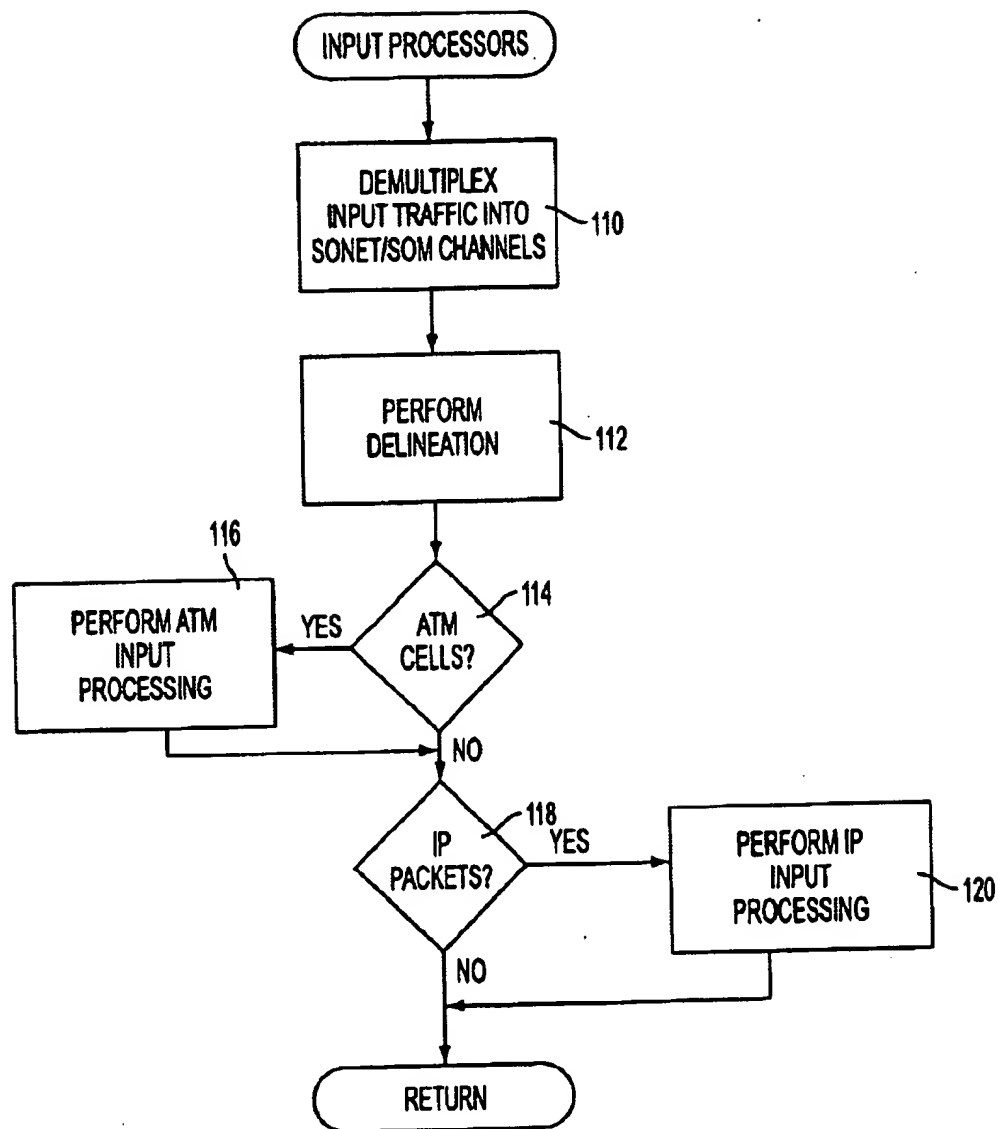 INPUT PROCESSORS
DEMULTIPLEX
INPUT TRAFFIC INTO
SONET/SOM CHANNELS
110
PERFORM
DELINEATION
112
116
PERFORM ATM
INPUT
PROCESSING
YES
ATM
CELLS?
114
NO
IP
PACKETS?
118
YES
PERFORM IP
INPUT
PROCESSING
120
NO
RETURN